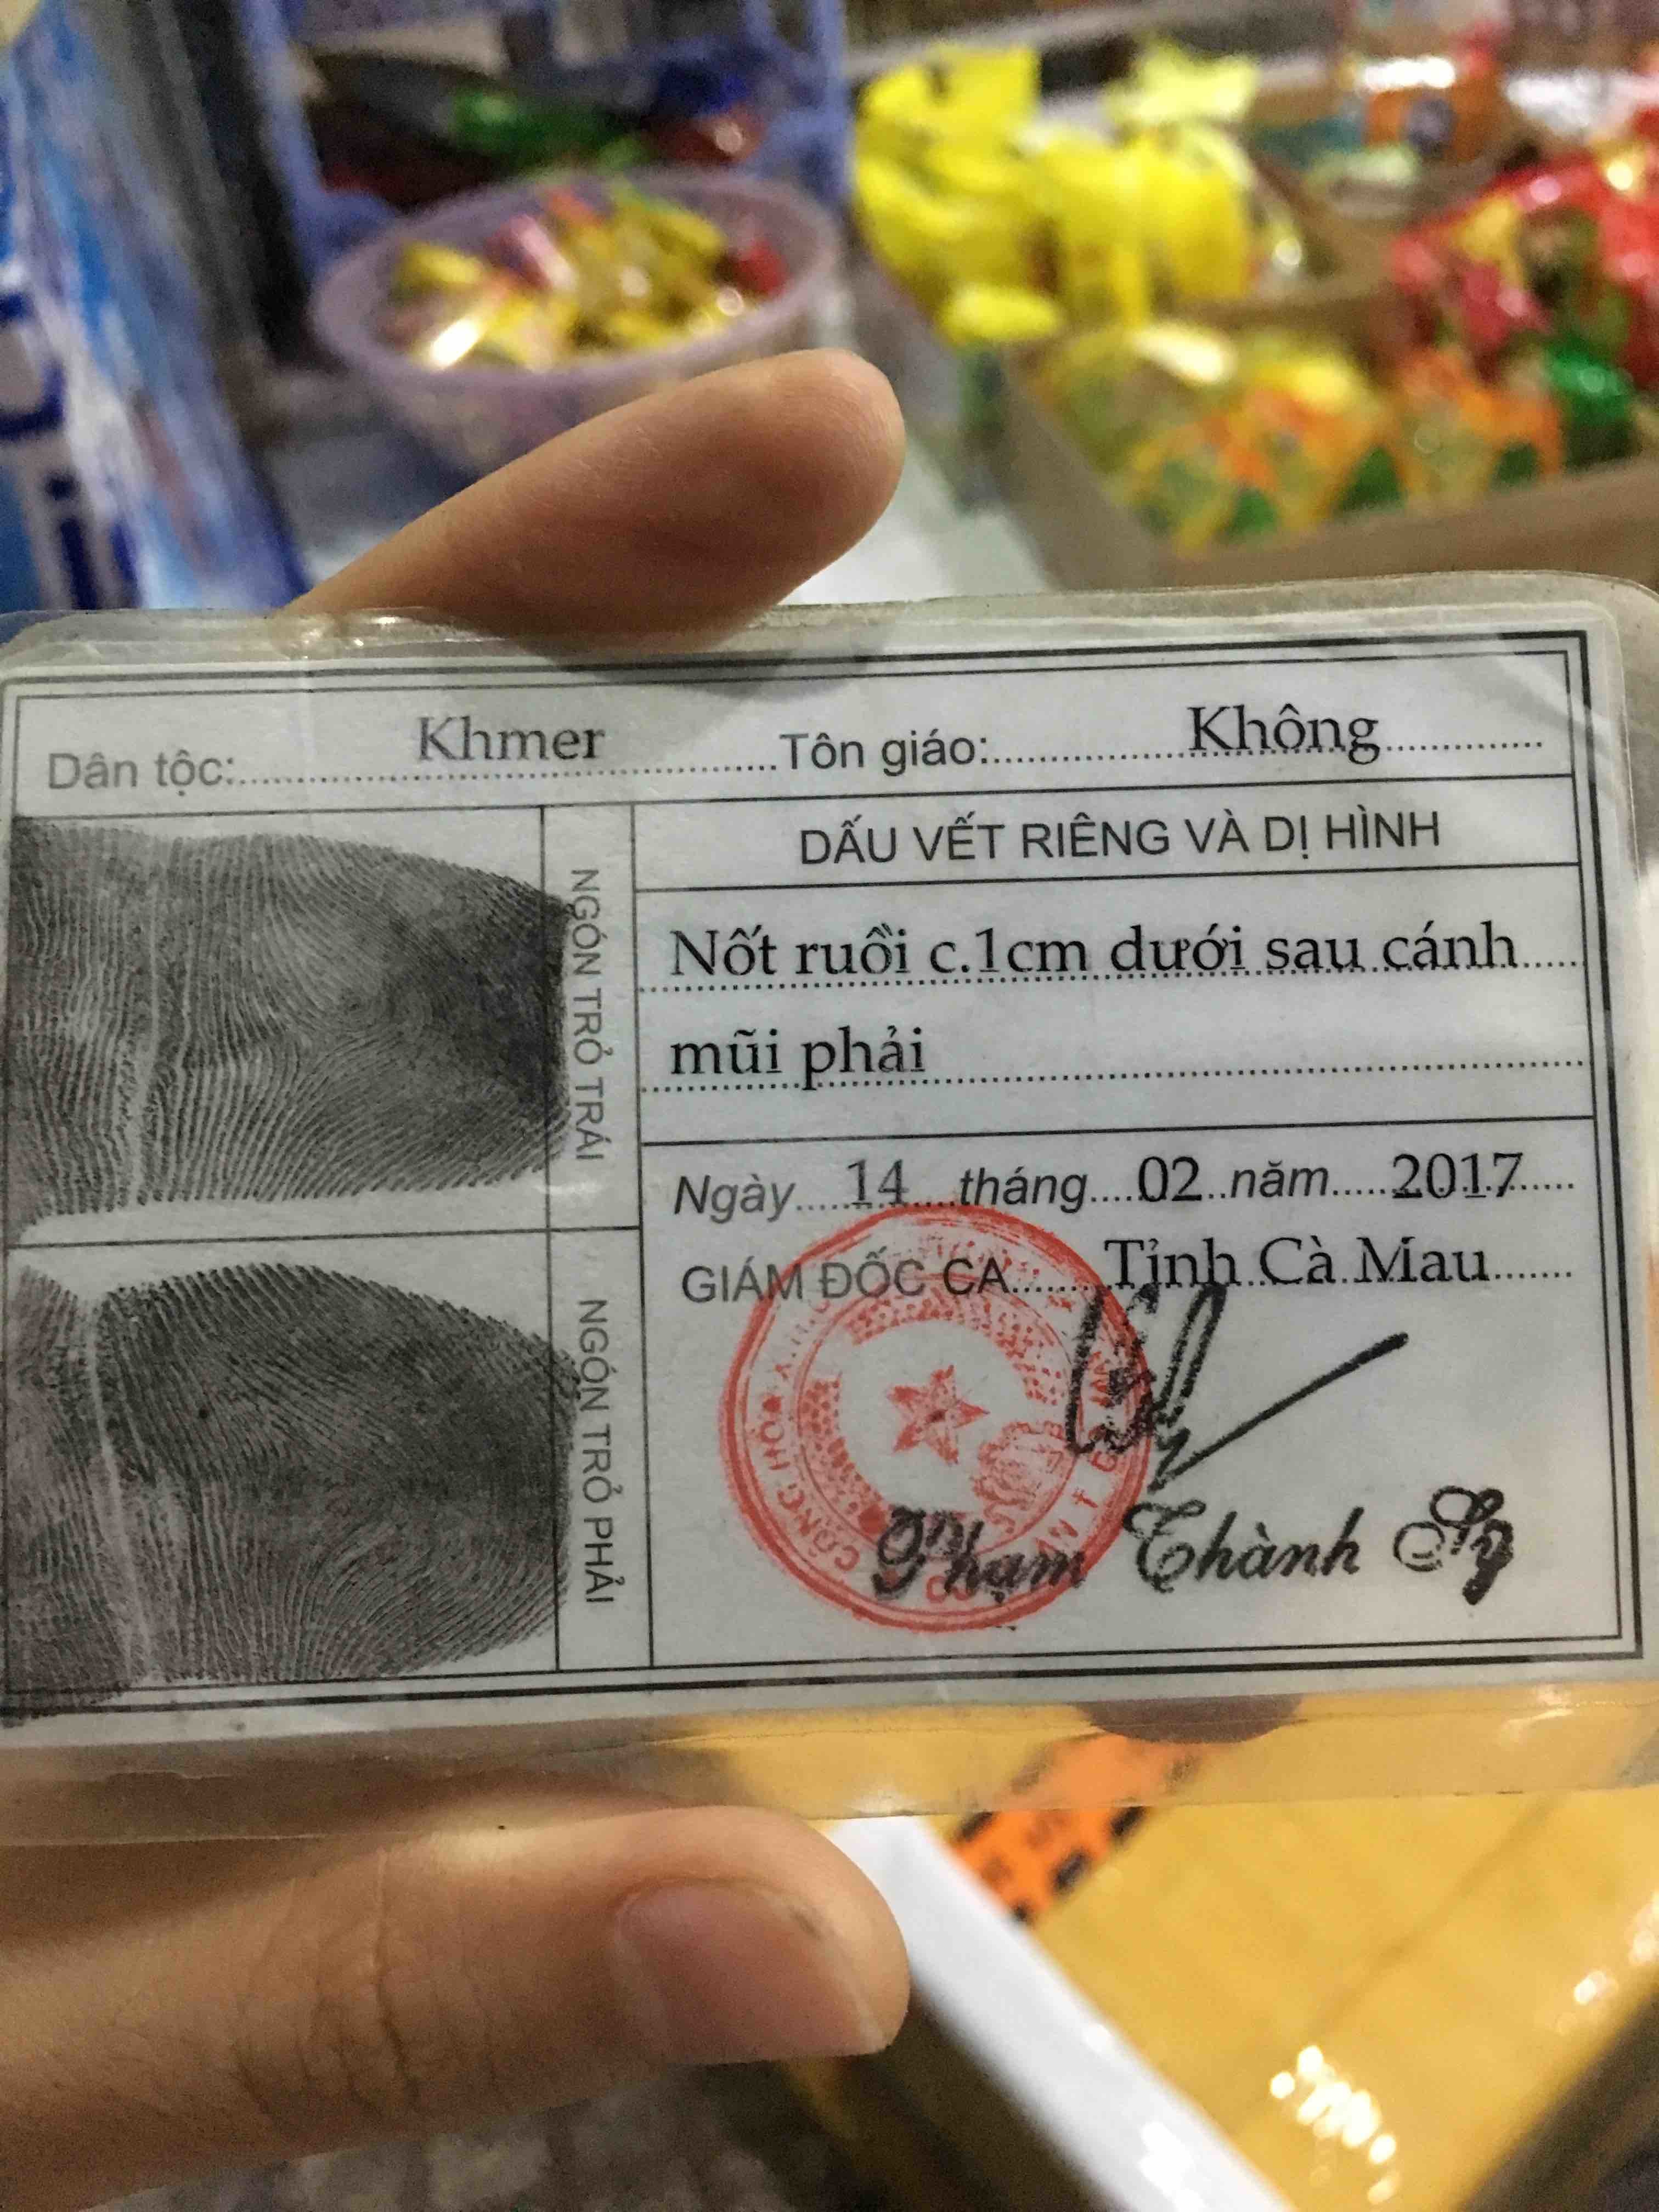 Dân tộc: Khmer Tôn giáo: Không
DẤU VẾT RIÊNG VÀ DỊ HÌNH
Nốt ruồi c.1cm dưới sau cánh
mũi phải
NGÓN TRỎ TRÁI
NGÓN TRỎ PHẢI
Ngày 14 tháng 02 năm 2017
GIÁM ĐỐC CA Tỉnh Cà Mau
Phạm Thành Sỹ